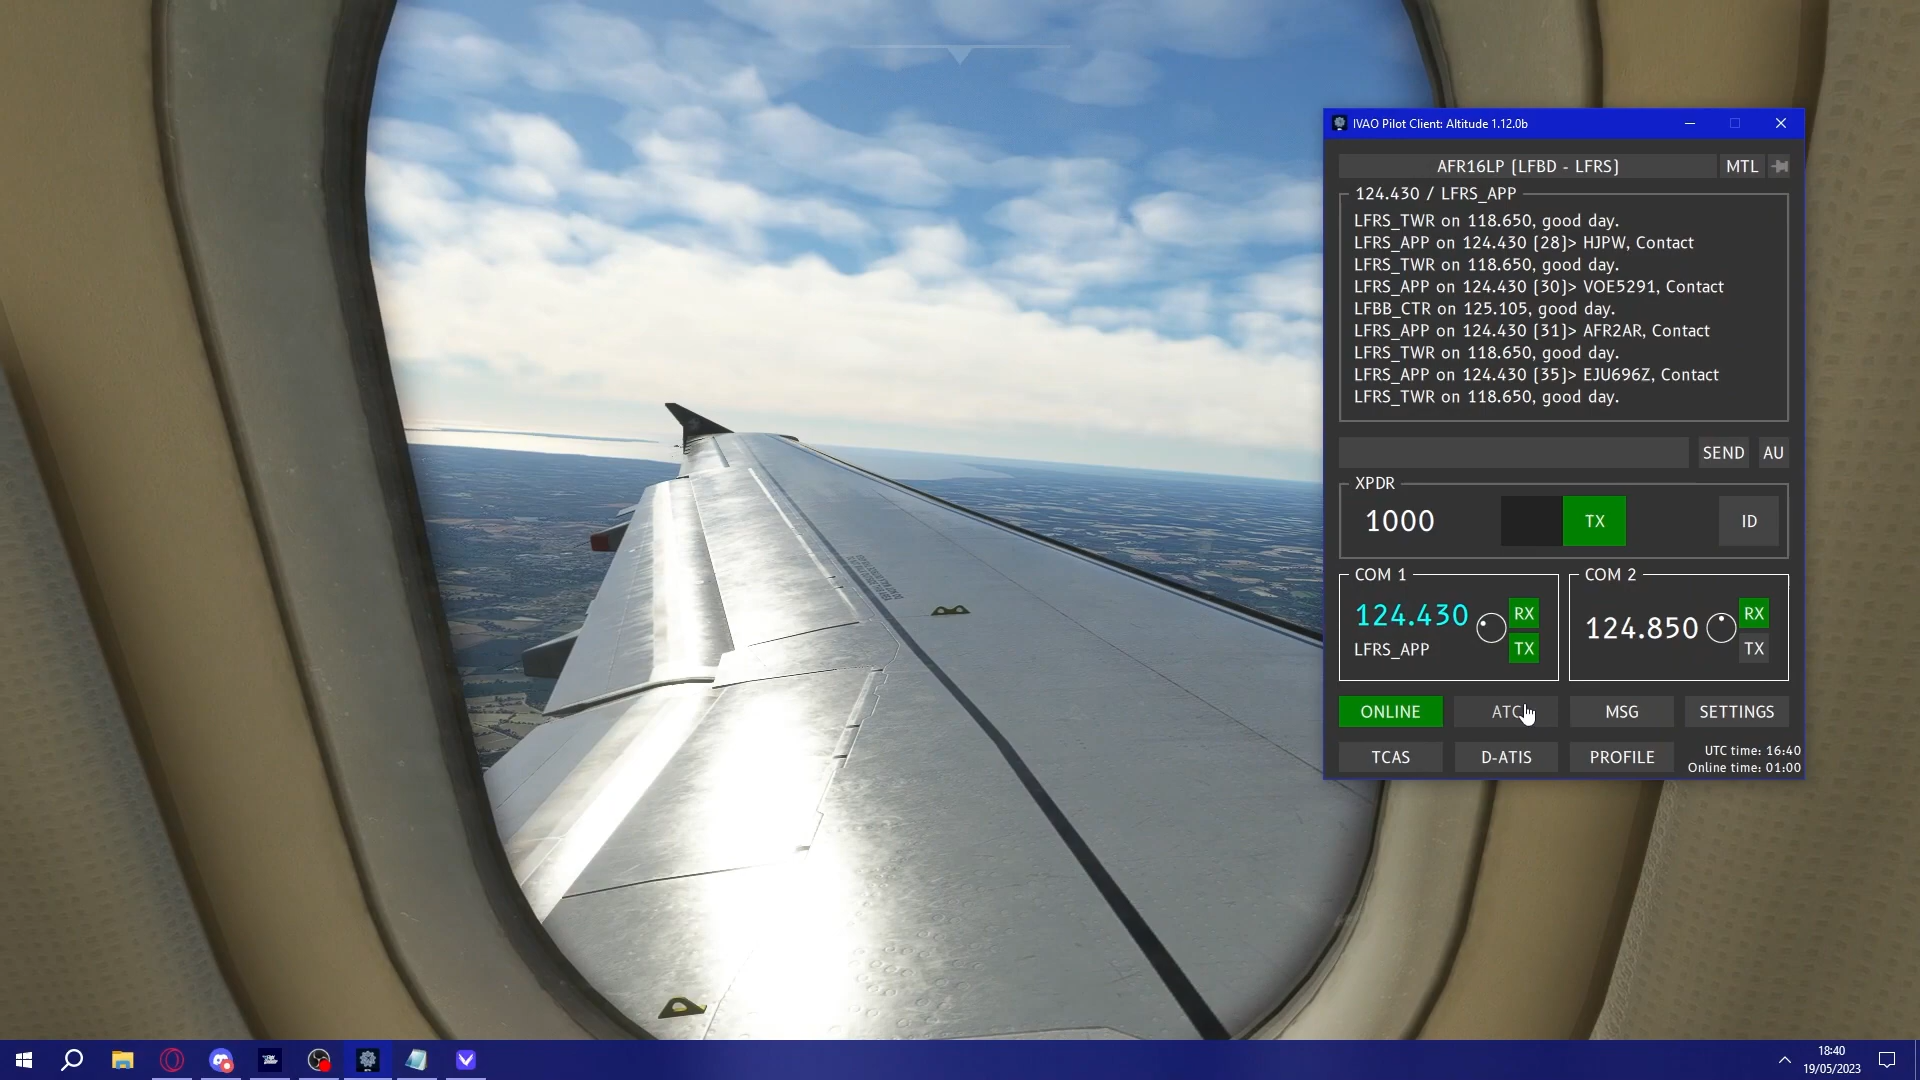 IVAO Pilot Client: Altitude 1.12.0b
AFR16LP (LFBD - LFRS)
MTL
124.430 / LFRS_APP
LFRS_TWR on 118.650, good day.
LFRS_APP on 124.430 [28]> HJPW, Contact
LFRS_TWR on 118.650, good day.
LFRS_APP on 124.430 [30]> VOE5291, Contact
LFBB_CTR on 125.105, good day.
LFRS_APP on 124.430 [31]> AFR2AR, Contact
LFRS_TWR on 118.650, good day.
LFRS_APP on 124.430 [35]> EJU696Z, Contact
LFRS_TWR on 118.650, good day.
SEND AU
XPDR
1000 TX ID
COM 1
124.430 RX
LFRS_APP TX
COM 2
124.850 RX
TX
ONLINE ATC MSG SETTINGS
TCAS D-ATIS PROFILE
UTC time: 16:40
Online time: 01:00
18:40
19/05/2023